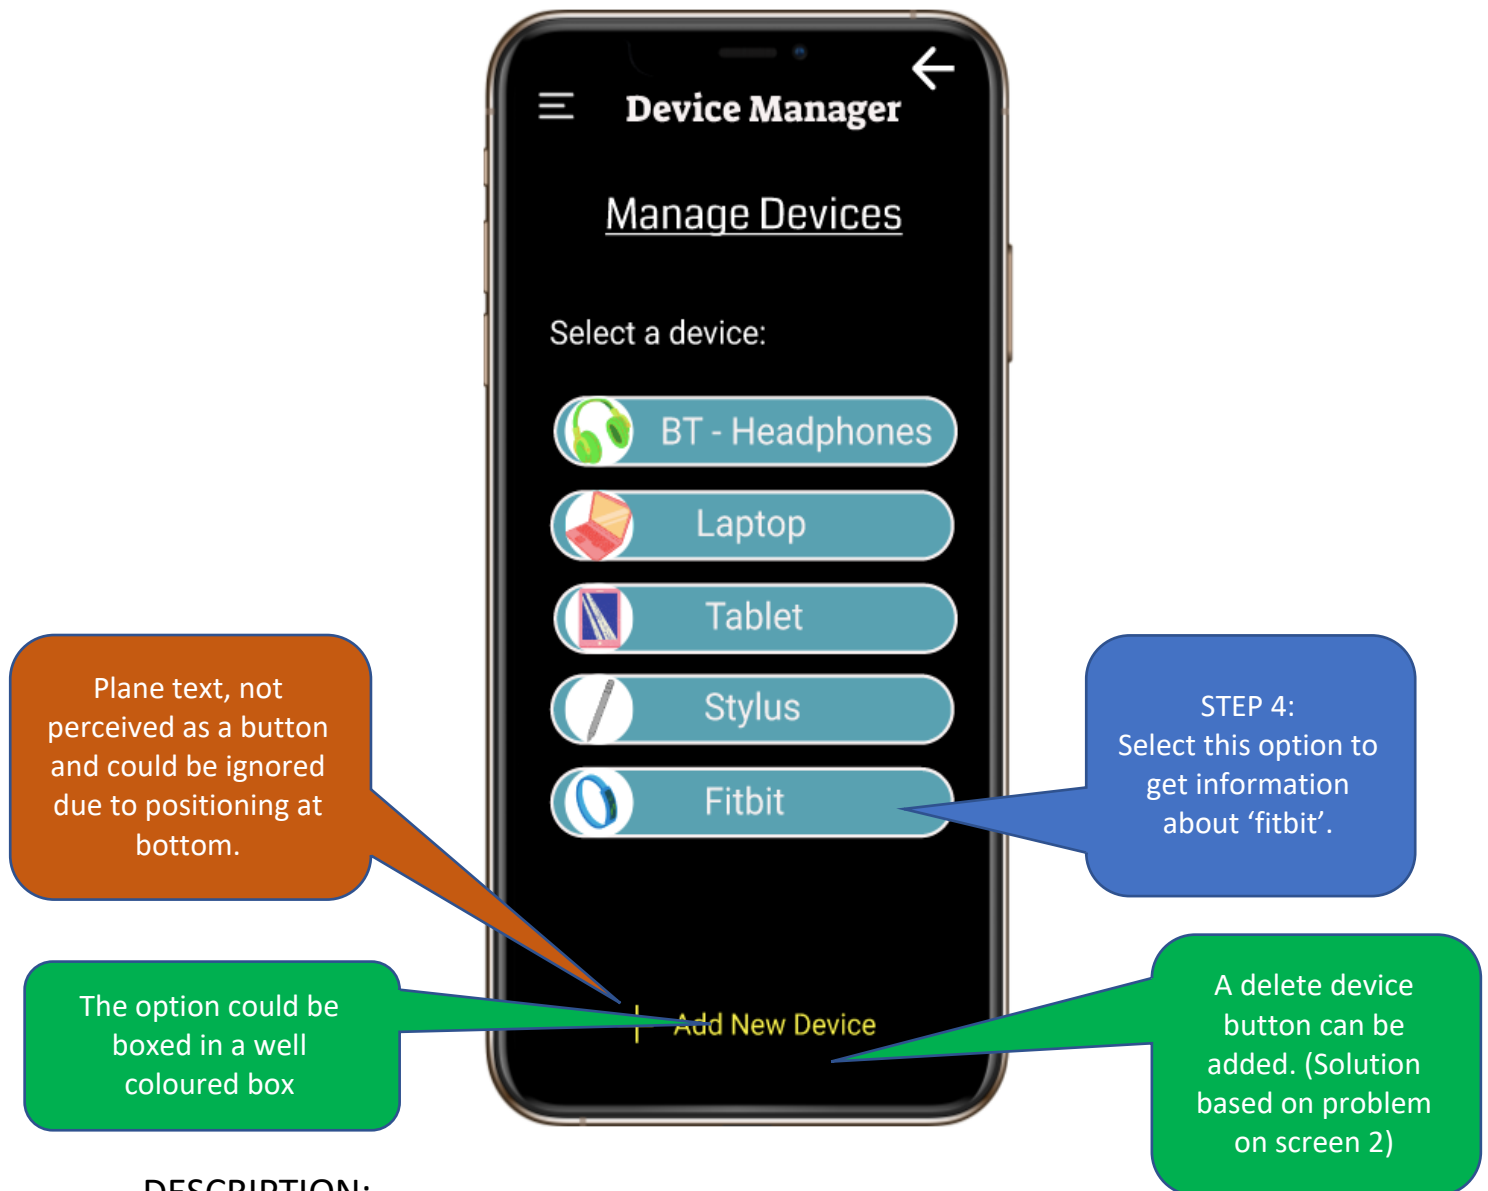 Device Manager
Manage Devices
Select a device:
BT - Headphones
Laptop
Tablet
Stylus
Fitbit
Add New Device
Plane text, not
perceived as a button
and could be ignored
due to positioning at
bottom.
The option could be
boxed in a well
coloured box
STEP 4:
Select this option to
get information
about ‘fitbit’.
A delete device
button can be
added. (Solution
based on problem
on screen 2)
DESCRIPTION: